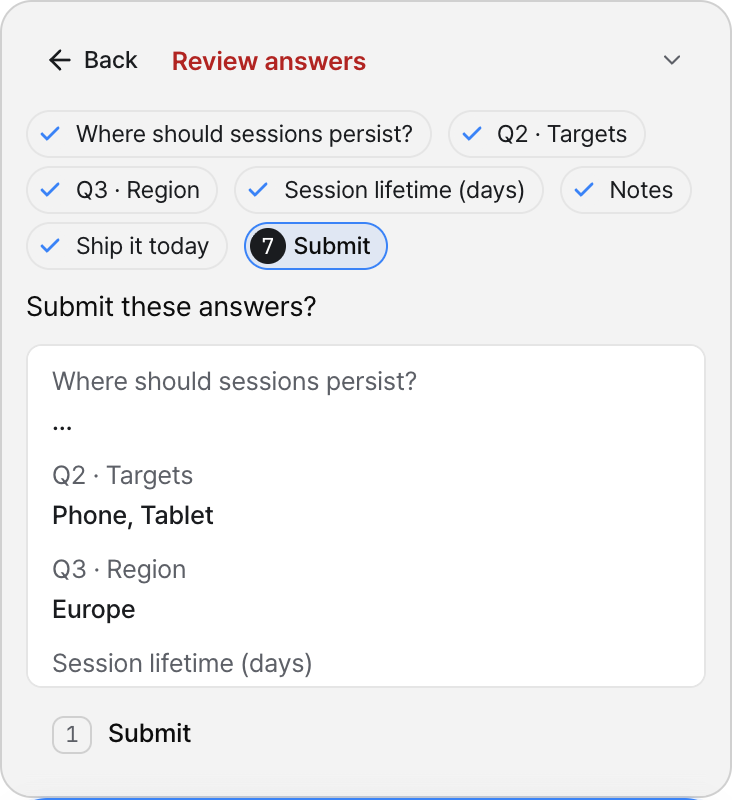 Back Review answers
Where should sessions persist? Q2 · Targets
Q3 · Region Session lifetime (days) Notes
Ship it today 7 Submit
Submit these answers?
Where should sessions persist?
...
Q2 · Targets
Phone, Tablet
Q3 · Region
Europe
Session lifetime (days)
1 Submit